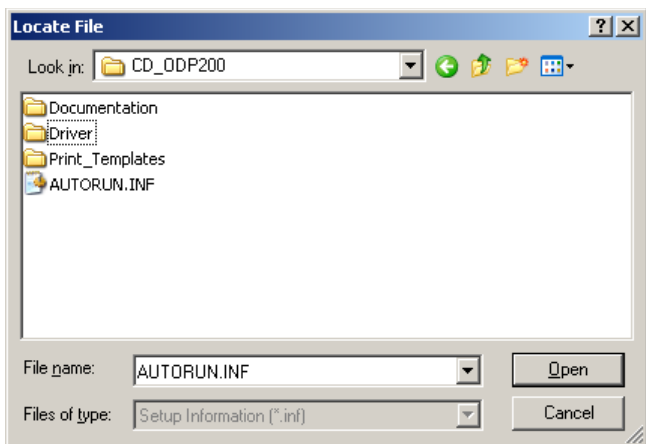 Locate File
Look in: CD_ODP200
Documentation
Driver
Print_Templates
AUTORUN.INF
File name: AUTORUN.INF Open
Files of type: Setup Information (*.inf) Cancel